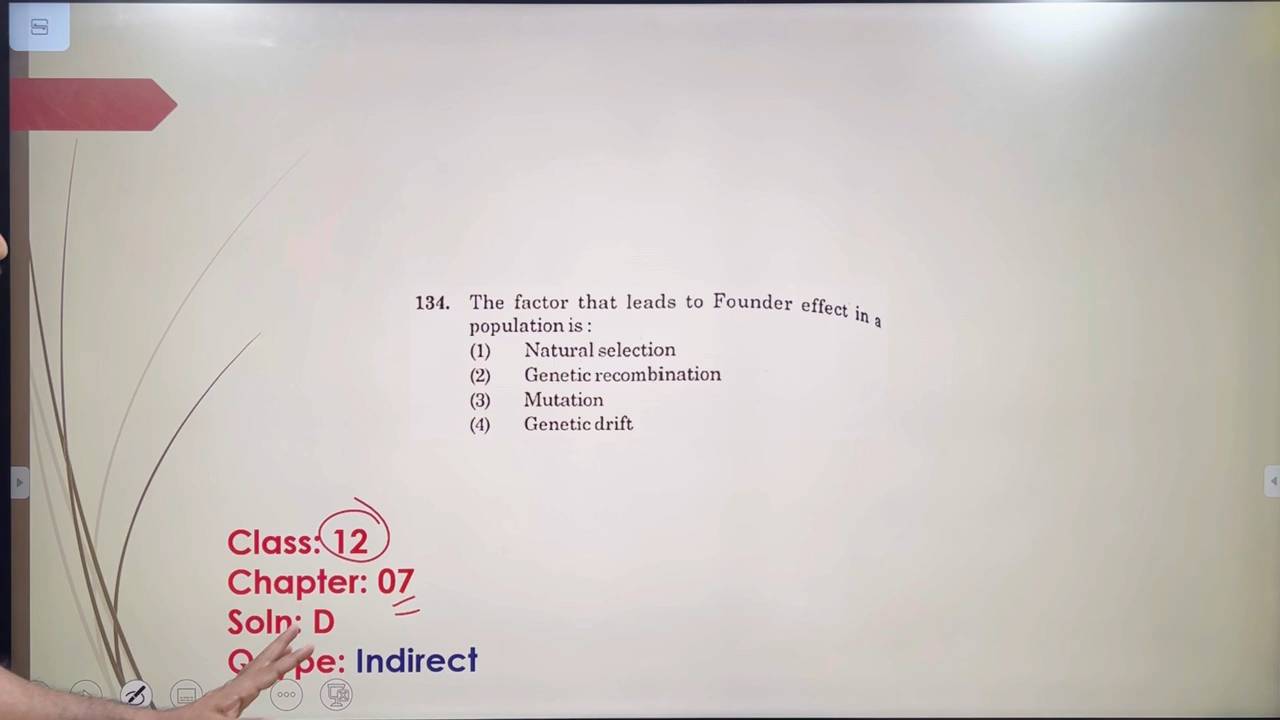 134. The factor that leads to Founder effect in a
population is :
(1) Natural selection
(2) Genetic recombination
(3) Mutation
(4) Genetic drift
Class: 12
Chapter: 07
Soln: D
Indirect